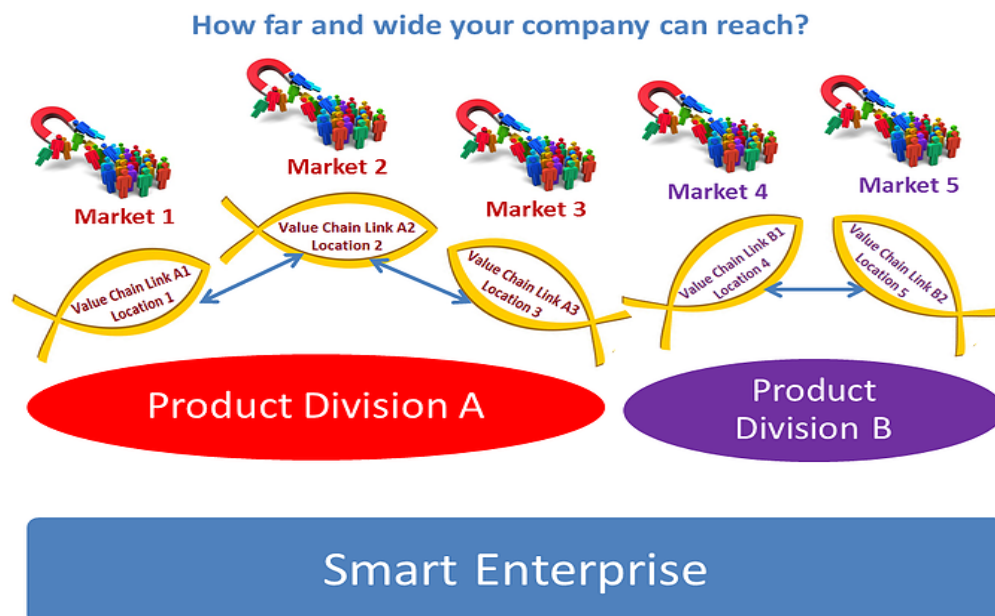 How far and wide your company can reach?
Market 1
Market 2
Market 3
Market 4
Market 5
Value Chain Link A1
Location 1
Value Chain Link A2
Location 2
Value Chain Link A3
Location 3
Value Chain Link B1
Location 4
Value Chain Link B2
Location 5
Product Division A
Product
Division B
Smart Enterprise